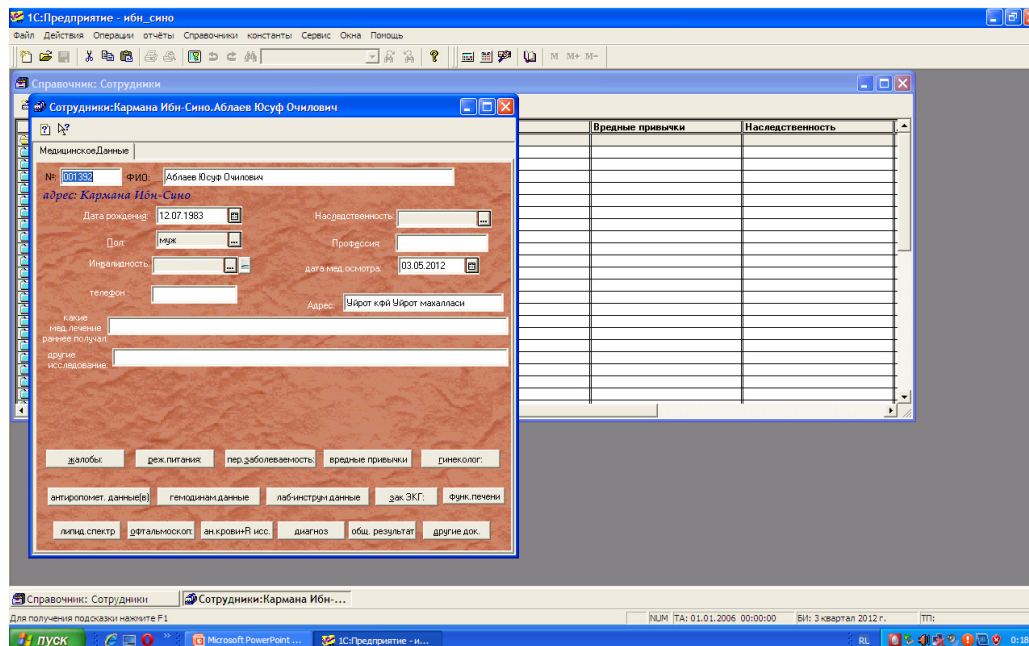 1С:Предприятие - ибн_сино
Файл Действия Операции отчёты Справочники константы Сервис Окна Помощь
М М+ М-
Справочник: Сотрудники
Сотрудники:Кармана Ибн-Сино.Аблаев Юсуф Очилович
Вредные привычки Наследственность
МедицинскоеДанные
№: 001392 ФИО: Аблаев Юсуф Очилович
адрес: Кармана Ибн-Сино
Дата рождения: 12.07.1983 Наследственность:
Пол: муж Профессия:
Инвалидность: дата мед.осмотра: 03.05.2012
телефон : Адрес: Уйрот кфй Уйрот махалласи
какие
мед.лечение
раннее получал:
другие
исследование:
жалобы: реж.питания: пер.заболеваемость: вредные привычки гинеколог:
антиропомет. данные(в) гемодинам.данные лаб-инструм данные зак ЭКГ: функ.печени
липид.спектр офтальмоскоп: ан.крови+R исс. диагноз общ. результат другие док.
Справочник: Сотрудники Сотрудники:Кармана Ибн-...
Для получения подсказки нажмите F1 NUM ТА: 01.01.2006 00:00:00 БИ: 3 квартал 2012 г. ТП:
пуск Microsoft PowerPoint ... 1С:Предприятие - и... RL 0:18